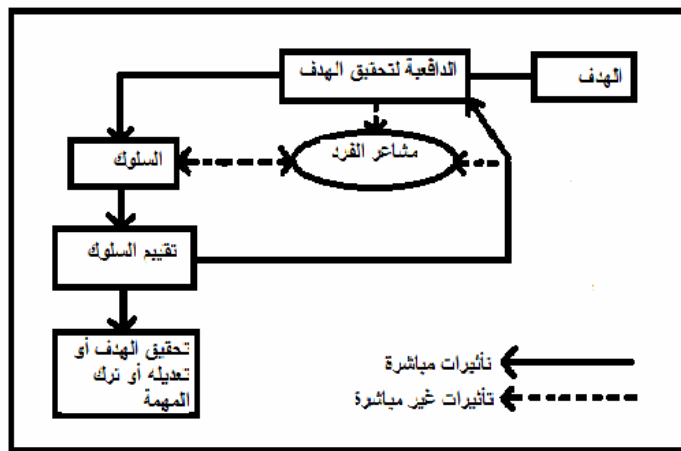 الهدف
الدافعية لتحقيق الهدف
مشاعر الفرد
السلوك
تقييم السلوك
تحقيق الهدف أو
تعديله أو ترك
المهمة
تأثيرات مباشرة
تأثيرات غير مباشرة